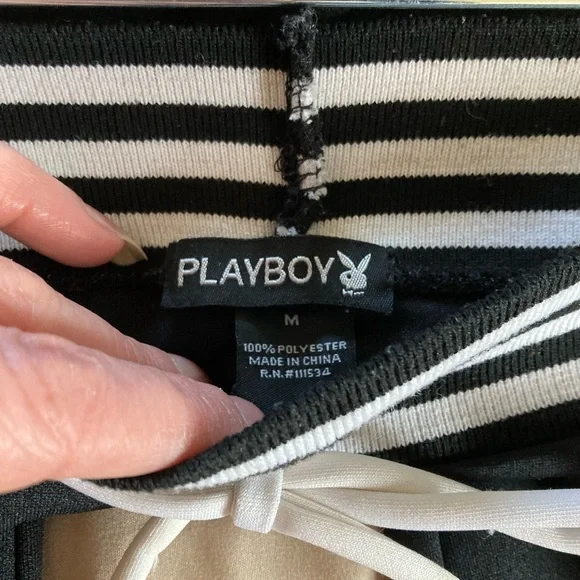 PLAYBOY
M
100% POLYESTER
MADE IN CHINA
R.N.#111534